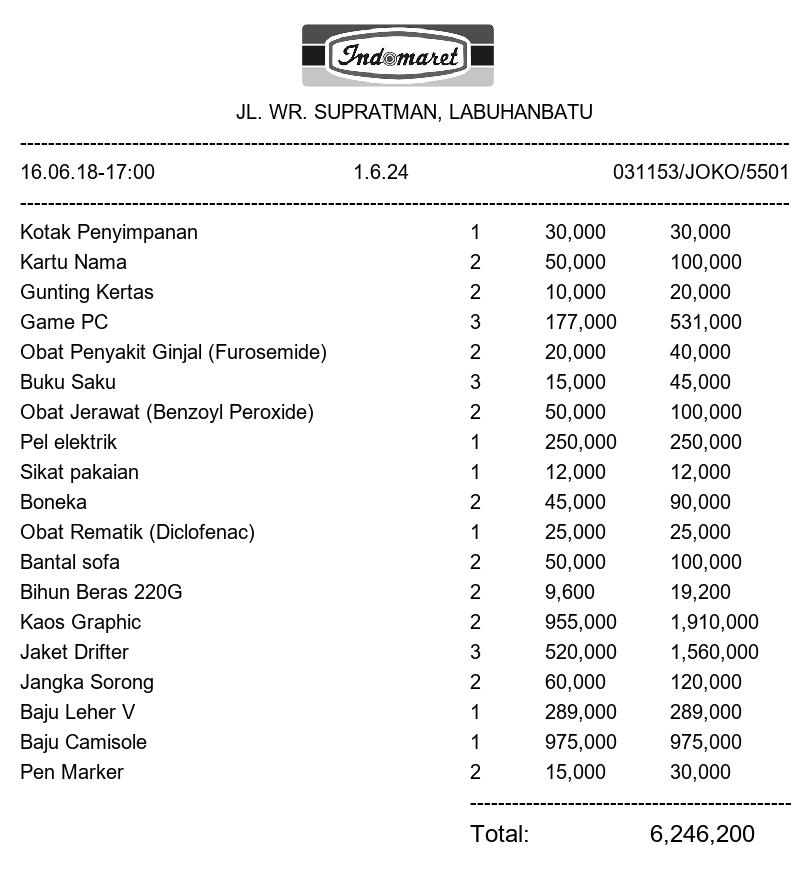 Indomaret
JL. WR. SUPRATMAN, LABUHANBATU
16.06.18-17:00 1.6.24 031153/JOKO/5501
Kotak Penyimpanan 1 30,000 30,000
Kartu Nama 2 50,000 100,000
Gunting Kertas 2 10,000 20,000
Game PC 3 177,000 531,000
Obat Penyakit Ginjal (Furosemide) 2 20,000 40,000
Buku Saku 3 15,000 45,000
Obat Jerawat (Benzoyl Peroxide) 2 50,000 100,000
Pel elektrik 1 250,000 250,000
Sikat pakaian 1 12,000 12,000
Boneka 2 45,000 90,000
Obat Rematik (Diclofenac) 1 25,000 25,000
Bantal sofa 2 50,000 100,000
Bihun Beras 220G 2 9,600 19,200
Kaos Graphic 2 955,000 1,910,000
Jaket Drifter 3 520,000 1,560,000
Jangka Sorong 2 60,000 120,000
Baju Leher V 1 289,000 289,000
Baju Camisole 1 975,000 975,000
Pen Marker 2 15,000 30,000
Total: 6,246,200